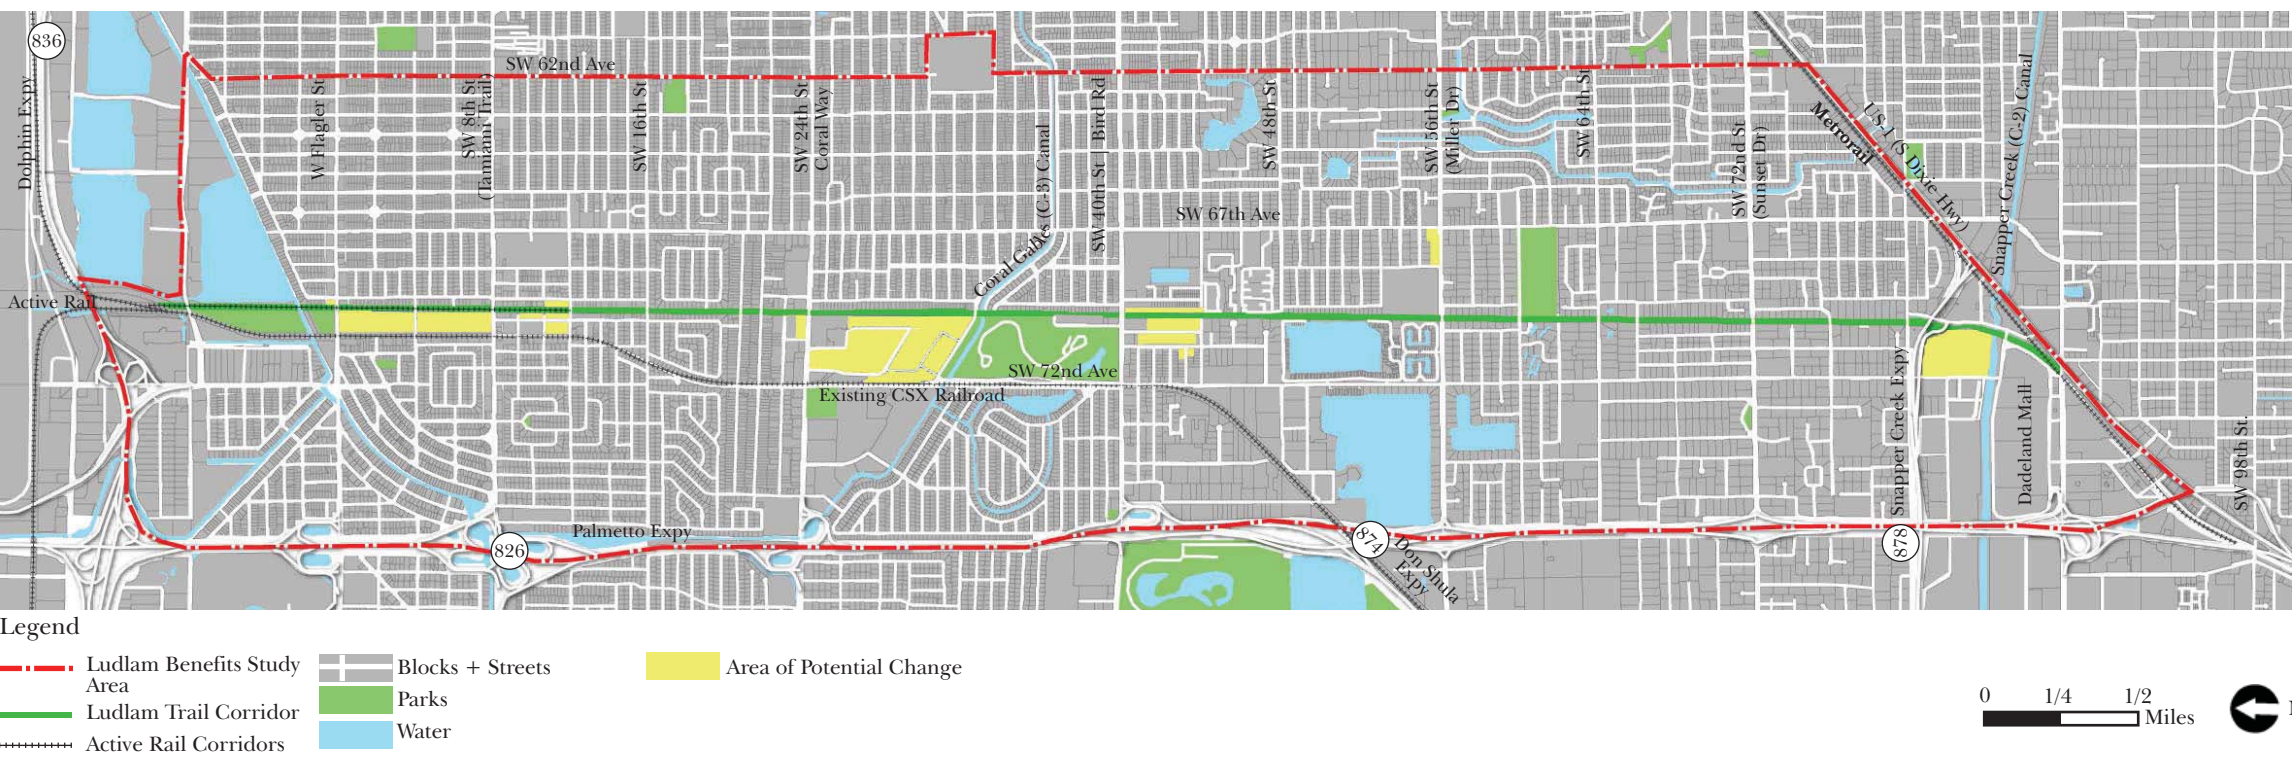 836
Dolphin Expy
Active Rail
SW 62nd Ave
W Flagler St
SW 8th St
(Tamiami Trail)
SW 16th St
SW 24th St
Coral Way
Coral Gables (C-3) Canal
SW 40th St | Bird Rd
SW 67th Ave
SW 48th St
SW 56th St
(Miller Dr)
SW 64th St
SW 72nd St
(Sunset Dr)
Metrorail
US 1 (S Dixie Hwy)
Snapper Creek (C-2) Canal
SW 72nd Ave
Existing CSX Railroad
Palmetto Expy
826
874
Don Shula
Expy
Snapper Creek Expy
878
Dadeland Mall
SW 98th St.
Legend
Ludlam Benefits Study
Area
Ludlam Trail Corridor
Active Rail Corridors
Blocks + Streets
Parks
Water
Area of Potential Change
0 1/4 1/2
Miles